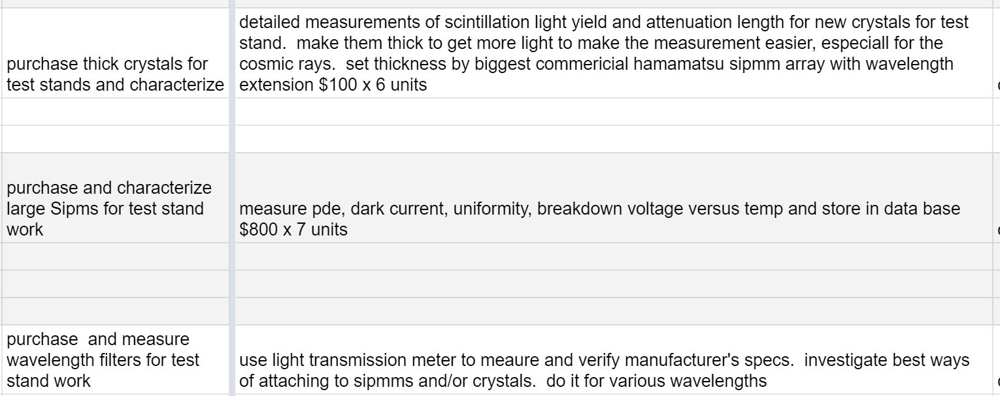 purchase thick crystals for
test stands and characterize
detailed measurements of scintillation light yield and attenuation length for new crystals for test
stand.  make them thick to get more light to make the measurement easier, especiall for the
cosmic rays.  set thickness by biggest commericial hamamatsu sipmm array with wavelength
extension $100 x 6 units
purchase and characterize
large Sipms for test stand
work
measure pde, dark current, uniformity, breakdown voltage versus temp and store in data base
$800 x 7 units
purchase  and measure
wavelength filters for test
stand work
use light transmission meter to meaure and verify manufacturer's specs.  investigate best ways
of attaching to sipmms and/or crystals.  do it for various wavelengths